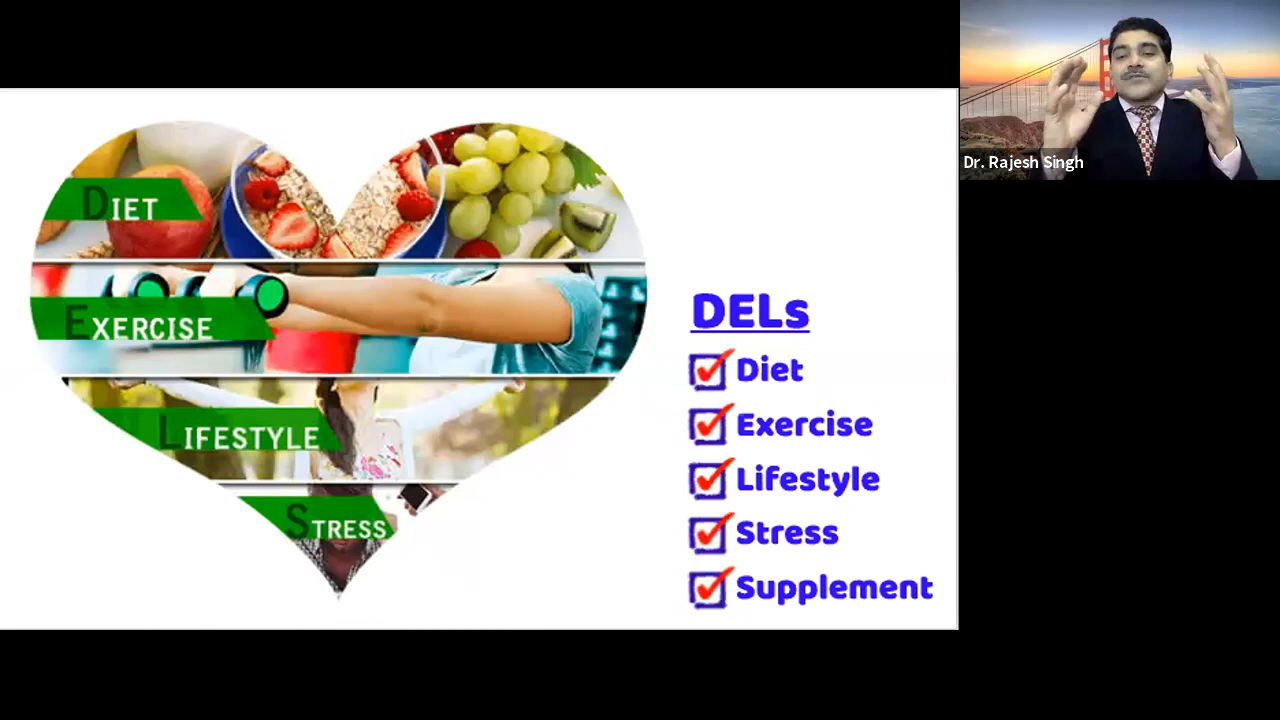 DIET
EXERCISE
LIFESTYLE
STRESS
DELs
Diet
Exercise
Lifestyle
Stress
Supplement
Dr. Rajesh Singh